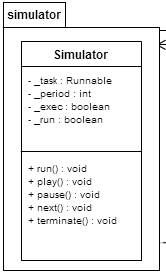 simulator
Simulator
- _task : Runnable
- _period : int
- _exec : boolean
- _run : boolean
+ run() : void
+ play() : void
+ pause() : void
+ next() : void
+ terminate() : void